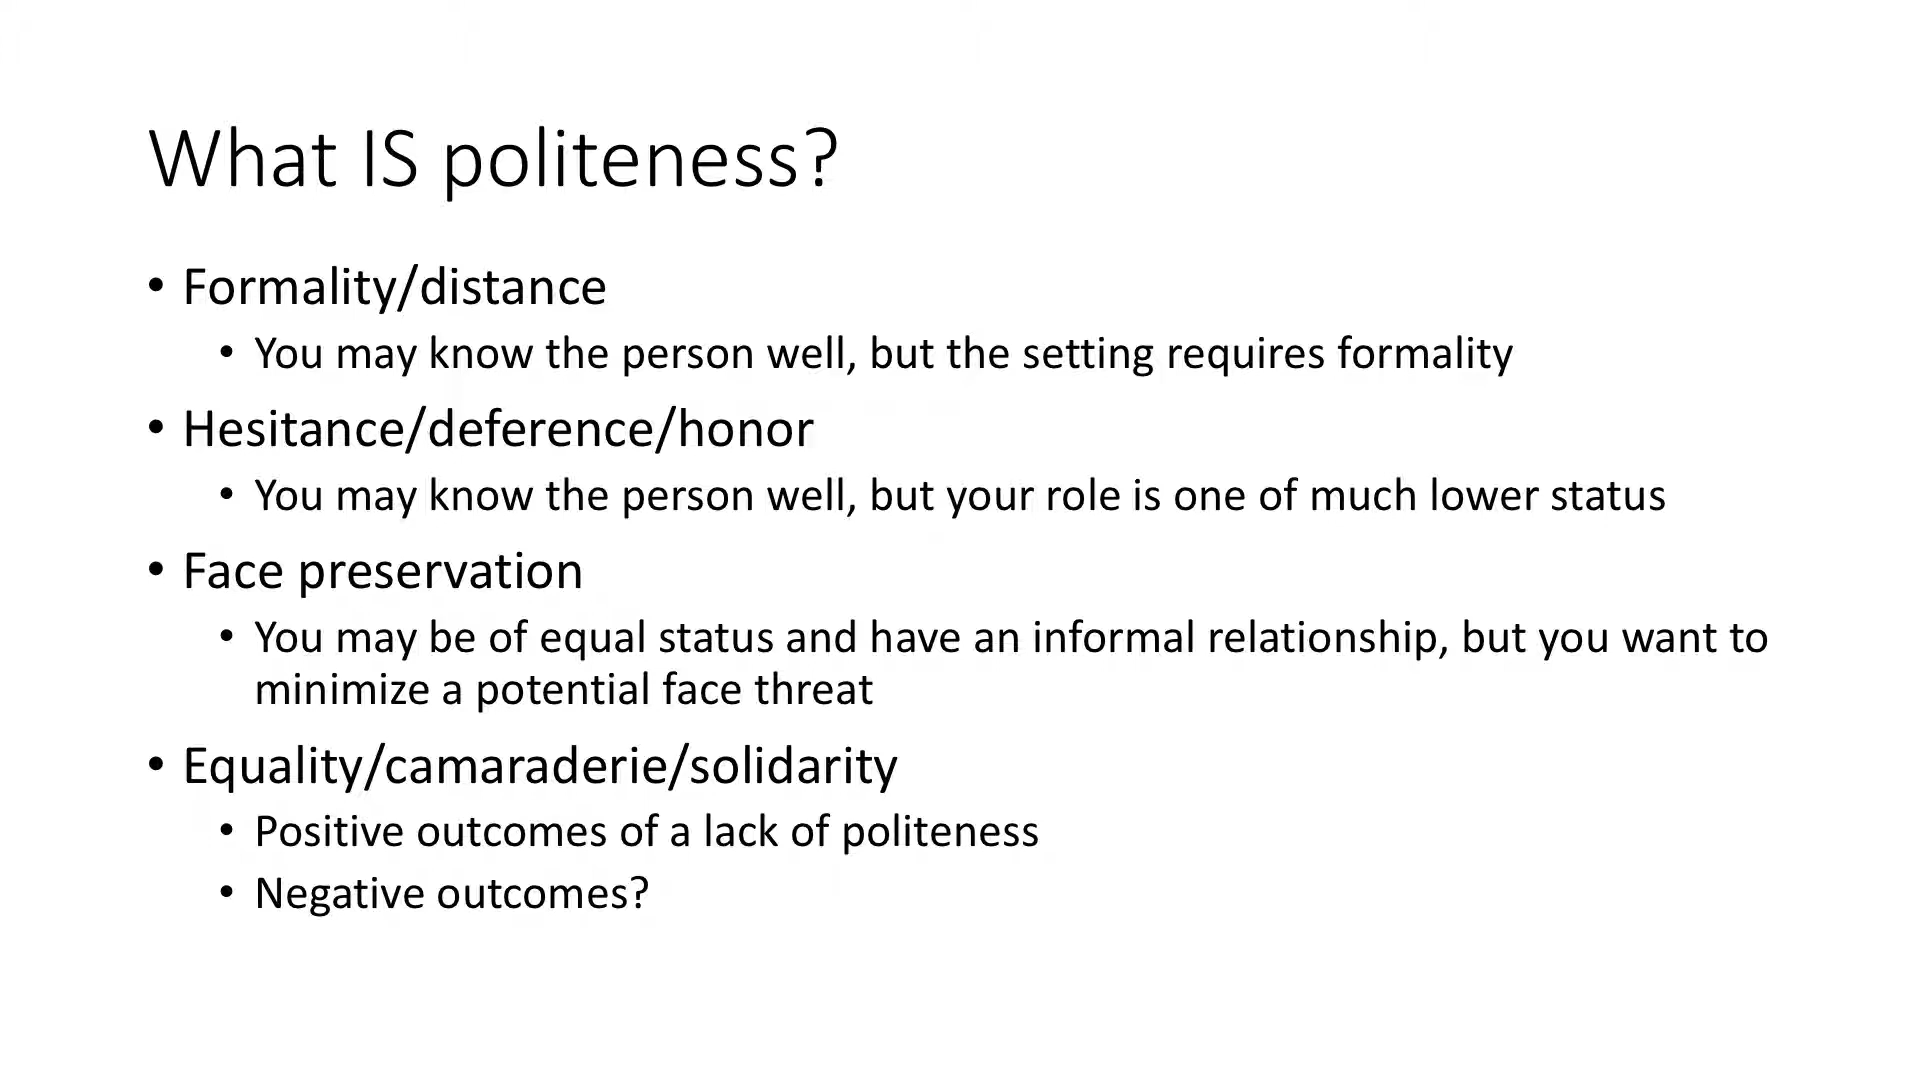 What IS politeness?
• Formality/distance
• You may know the person well, but the setting requires formality
• Hesitance/deference/honor
• You may know the person well, but your role is one of much lower status
• Face preservation
• You may be of equal status and have an informal relationship, but you want to
minimize a potential face threat
• Equality/camaraderie/solidarity
• Positive outcomes of a lack of politeness
• Negative outcomes?